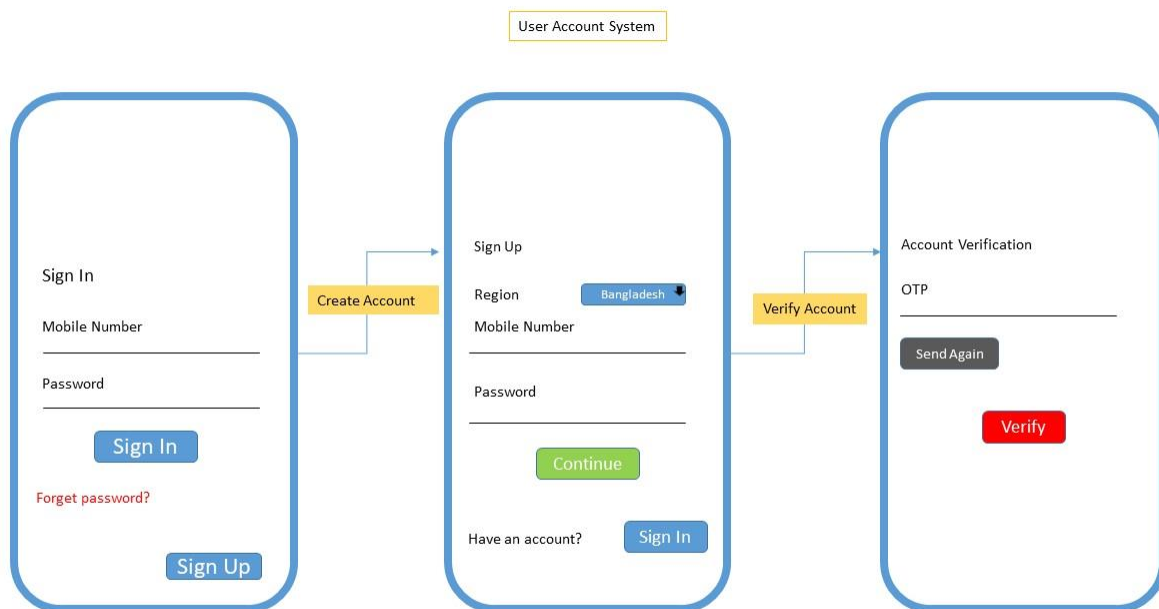 User Account System
Sign In
Mobile Number
Password
Sign In
Forget password?
Sign Up
Create Account
Sign Up
Region
Bangladesh
Mobile Number
Password
Continue
Have an account?
Sign In
Verify Account
Account Verification
OTP
Send Again
Verify